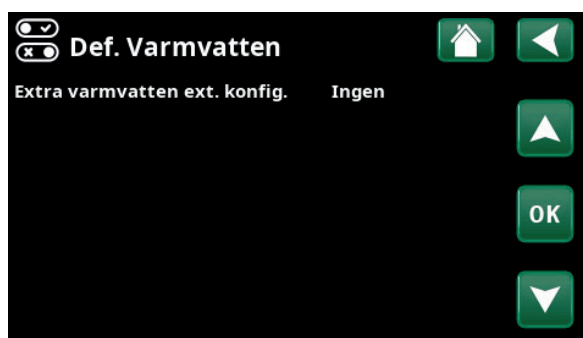 Def. Varmvatten
Extra varmvatten ext. konfig. Ingen
OK